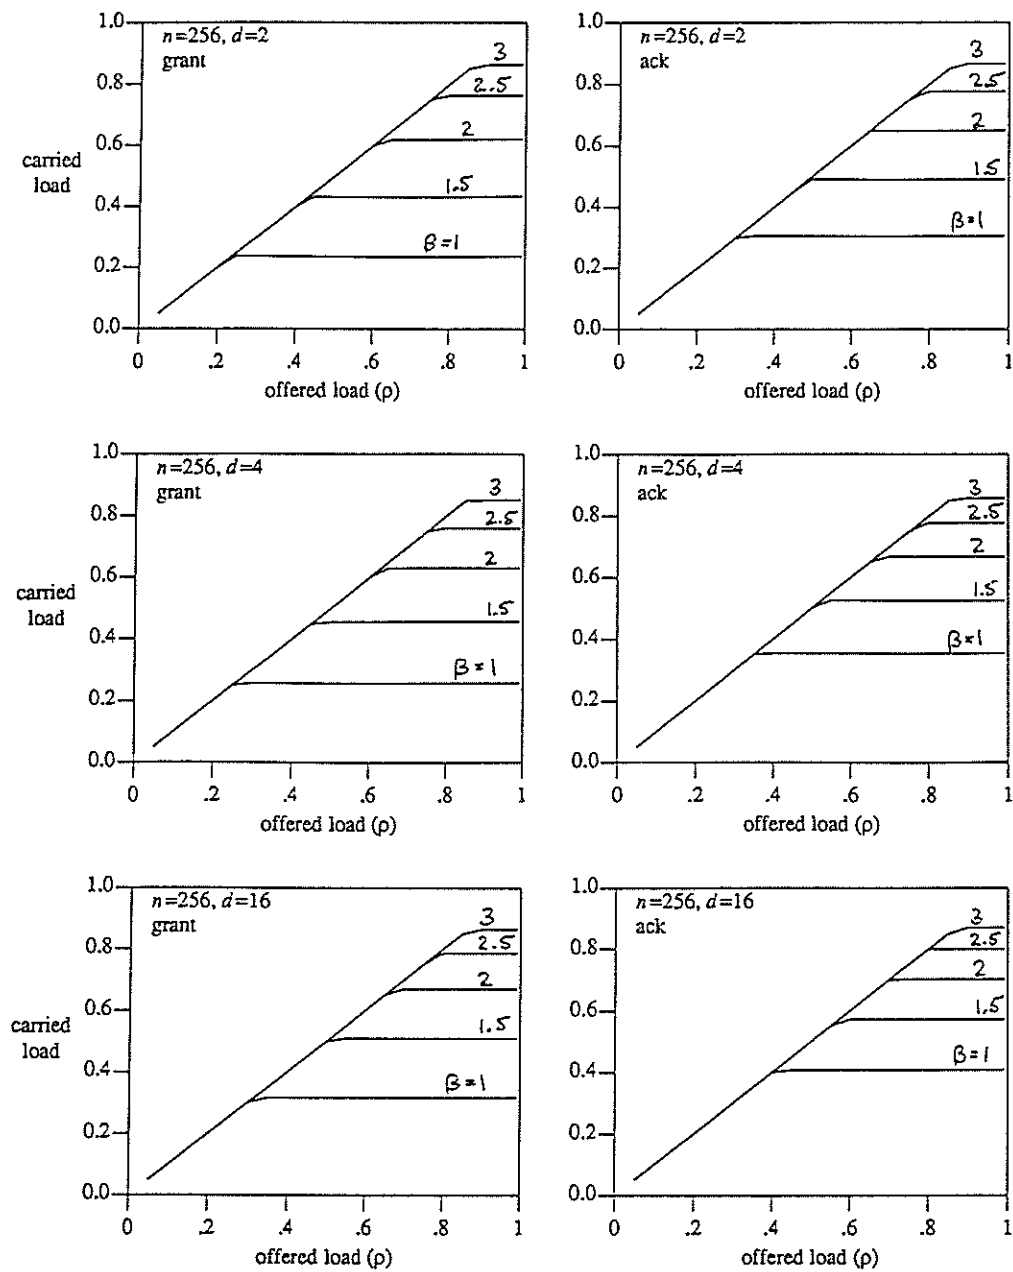 n=256, d=2
grant
1.0
0.8
0.6
0.4
0.2
0.0
carried
load
3
2.5
2
1.5
β=1
0 .2 .4 .6 .8 1
offered load (ρ)
n=256, d=2
ack
1.0
0.8
0.6
0.4
0.2
0.0
3
2.5
2
1.5
β=1
0 .2 .4 .6 .8 1
offered load (ρ)
n=256, d=4
grant
1.0
0.8
0.6
0.4
0.2
0.0
carried
load
3
2.5
2
1.5
β=1
0 .2 .4 .6 .8 1
offered load (ρ)
n=256, d=4
ack
1.0
0.8
0.6
0.4
0.2
0.0
3
2.5
2
1.5
β=1
0 .2 .4 .6 .8 1
offered load (ρ)
n=256, d=16
grant
1.0
0.8
0.6
0.4
0.2
0.0
carried
load
3
2.5
2
1.5
β=1
0 .2 .4 .6 .8 1
offered load (ρ)
n=256, d=16
ack
1.0
0.8
0.6
0.4
0.2
0.0
3
2.5
2
1.5
β=1
0 .2 .4 .6 .8 1
offered load (ρ)